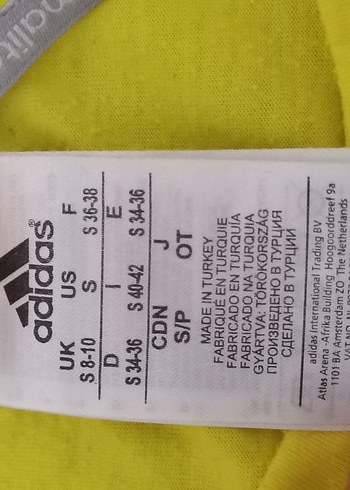 malite
adidas®
UK US F
S 8-10 S S 36-38
D I E
S 34-36 S 40-42 S 34-36
CDN J
S/P OT
MADE IN TURKEY
FABRIQUÉ EN TURQUIE
FABRICADO EN TURQUÍA
FABRICADO NA TURQUIA
GYÁRTVA: TÖRÖKORSZÁG
ПРОИЗВЕДЕНО В ТУРЦИЯ
СДЕЛАНО В ТУРЦИИ
adidas International Trading BV
Atlas Arena -Afrika Building Hoogoorddreef 9a
1101 BA Amsterdam ZO The Netherlands